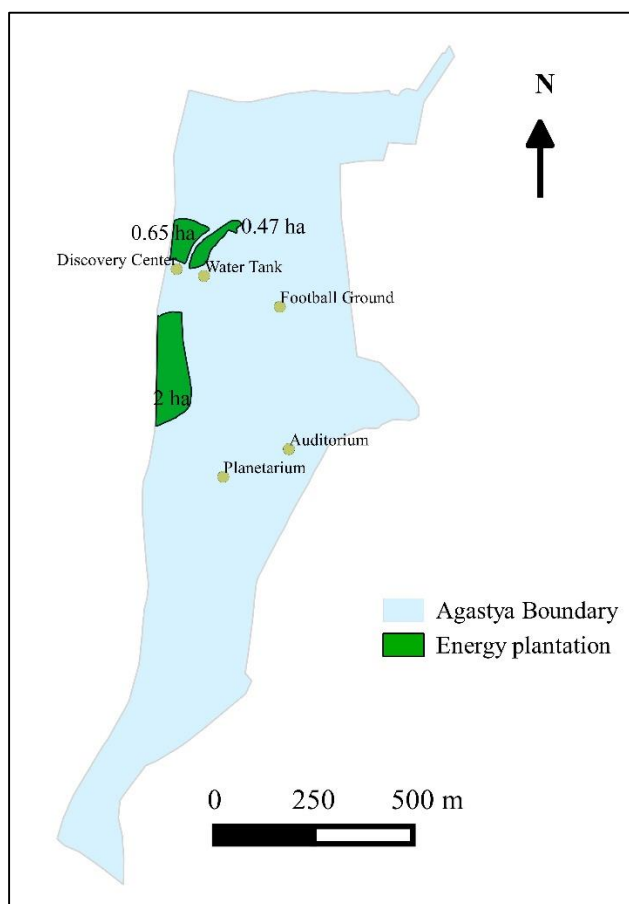 N
0.65 ha
0.47 ha
Discovery Center
Water Tank
Football Ground
2 ha
Auditorium
Planetarium
Agastya Boundary
Energy plantation
0 250 500 m